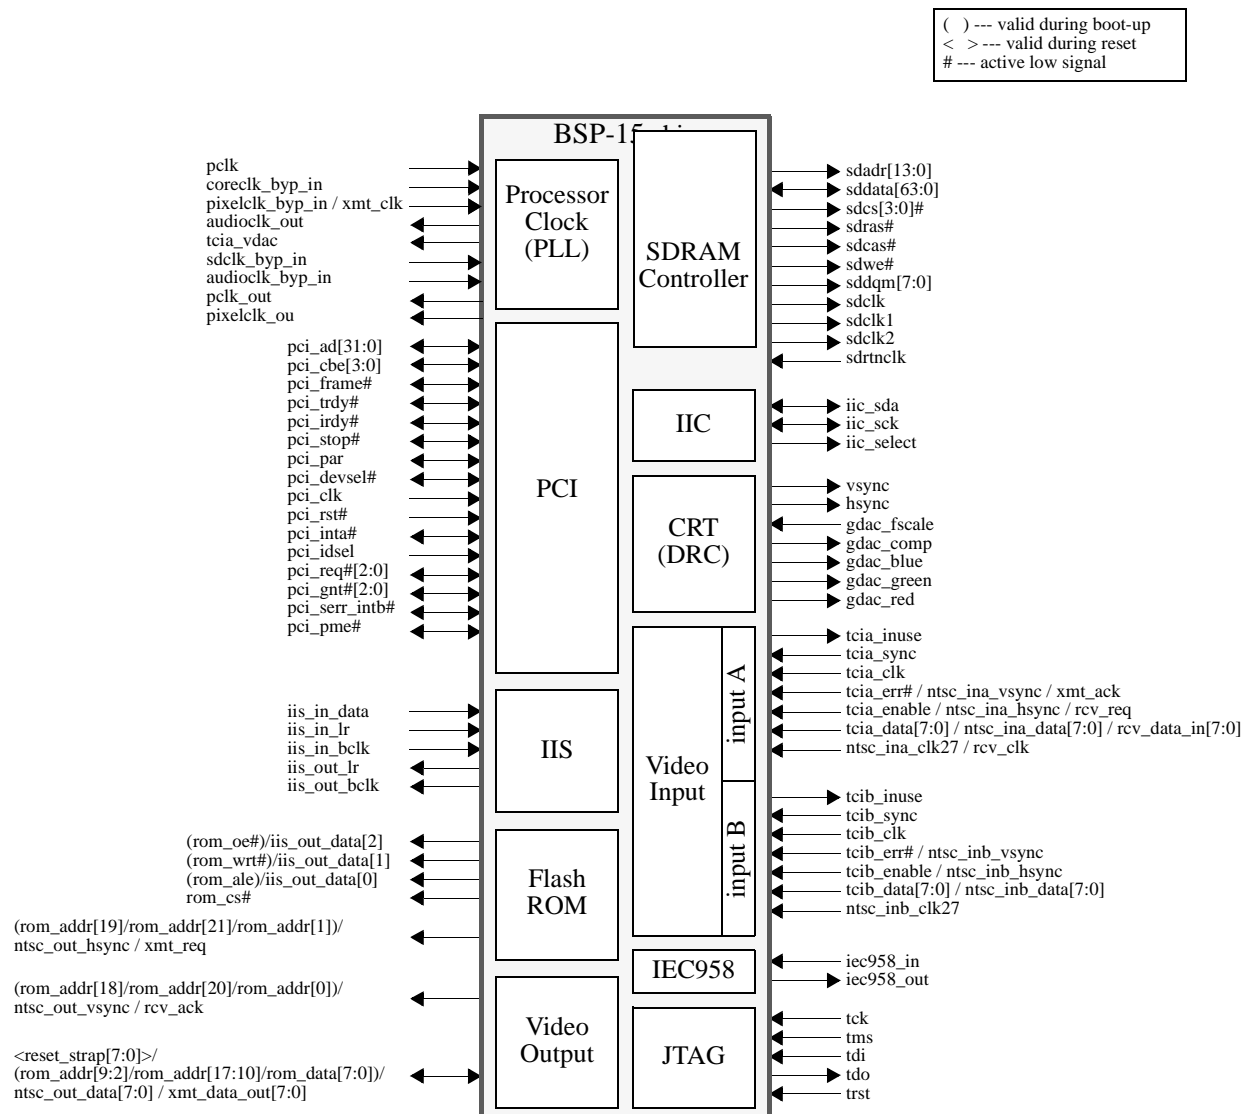 ( ) --- valid during boot-up
< > --- valid during reset
# --- active low signal
BSP-15
pclk
coreclk_byp_in
pixelclk_byp_in / xmt_clk
audioclk_out
tcia_vdac
sdclk_byp_in
audioclk_byp_in
pclk_out
pixelclk_ou
Processor
Clock
(PLL)
SDRAM
Controller
sdadr[13:0]
sddata[63:0]
sdcs[3:0]#
sdras#
sdcas#
sdwe#
sddqm[7:0]
sdclk
sdclk1
sdclk2
sdrtnclk
pci_ad[31:0]
pci_cbe[3:0]
pci_frame#
pci_trdy#
pci_irdy#
pci_stop#
pci_par
pci_devsel#
pci_clk
pci_rst#
pci_inta#
pci_idsel
pci_req#[2:0]
pci_gnt#[2:0]
pci_serr_intb#
pci_pme#
PCI
IIC
iic_sda
iic_sck
iic_select
CRT
(DRC)
vsync
hsync
gdac_fscale
gdac_comp
gdac_blue
gdac_green
gdac_red
iis_in_data
iis_in_lr
iis_in_bclk
iis_out_lr
iis_out_bclk
IIS
Video
Input
input A
input B
tcia_inuse
tcia_sync
tcia_clk
tcia_err# / ntsc_ina_vsync / xmt_ack
tcia_enable / ntsc_ina_hsync / rcv_req
tcia_data[7:0] / ntsc_ina_data[7:0] / rcv_data_in[7:0]
ntsc_ina_clk27 / rcv_clk
tcib_inuse
tcib_sync
tcib_clk
tcib_err# / ntsc_inb_vsync
tcib_enable / ntsc_inb_hsync
tcib_data[7:0] / ntsc_inb_data[7:0]
ntsc_inb_clk27
(rom_oe#)/iis_out_data[2]
(rom_wrt#)/iis_out_data[1]
(rom_ale)/iis_out_data[0]
rom_cs#
(rom_addr[19]/rom_addr[21]/rom_addr[1])/
ntsc_out_hsync / xmt_req
Flash
ROM
IEC958
iec958_in
iec958_out
(rom_addr[18]/rom_addr[20]/rom_addr[0])/
ntsc_out_vsync / rcv_ack
<reset_strap[7:0]>/
(rom_addr[9:2]/rom_addr[17:10]/rom_data[7:0])/
ntsc_out_data[7:0] / xmt_data_out[7:0]
Video
Output
JTAG
tck
tms
tdi
tdo
trst